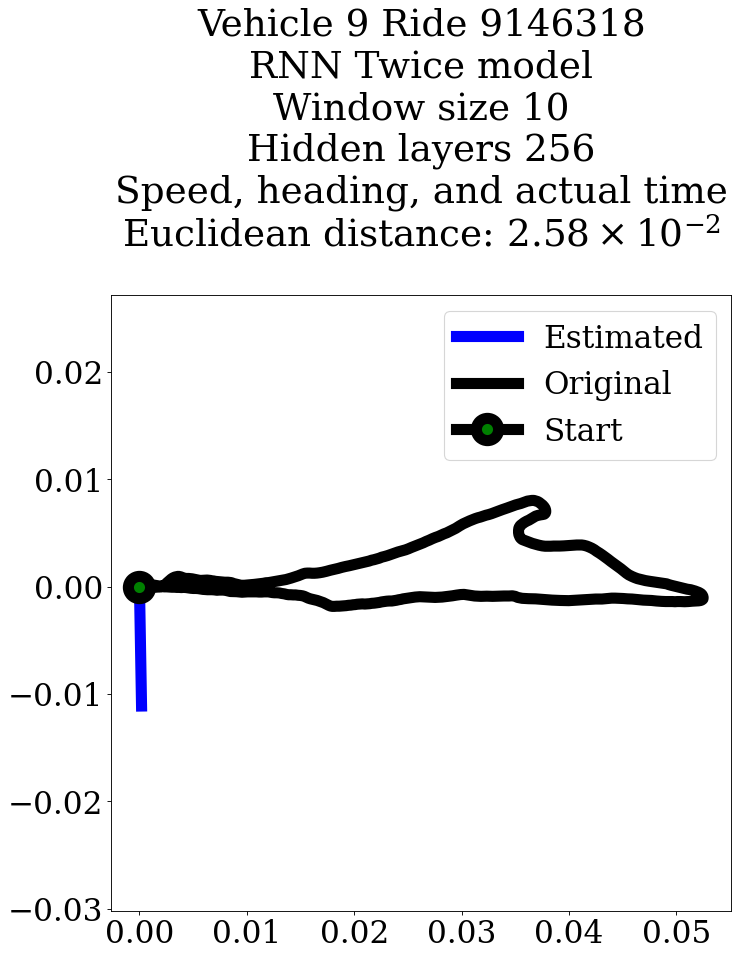 Vehicle 9 Ride 9146318
RNN Twice model
Window size 10
Hidden layers 256
Speed, heading, and actual time
Euclidean distance: 2.58 × 10⁻²
Estimated
Original
Start
0.02
0.01
0.00
−0.01
−0.02
−0.03
0.00 0.01 0.02 0.03 0.04 0.05